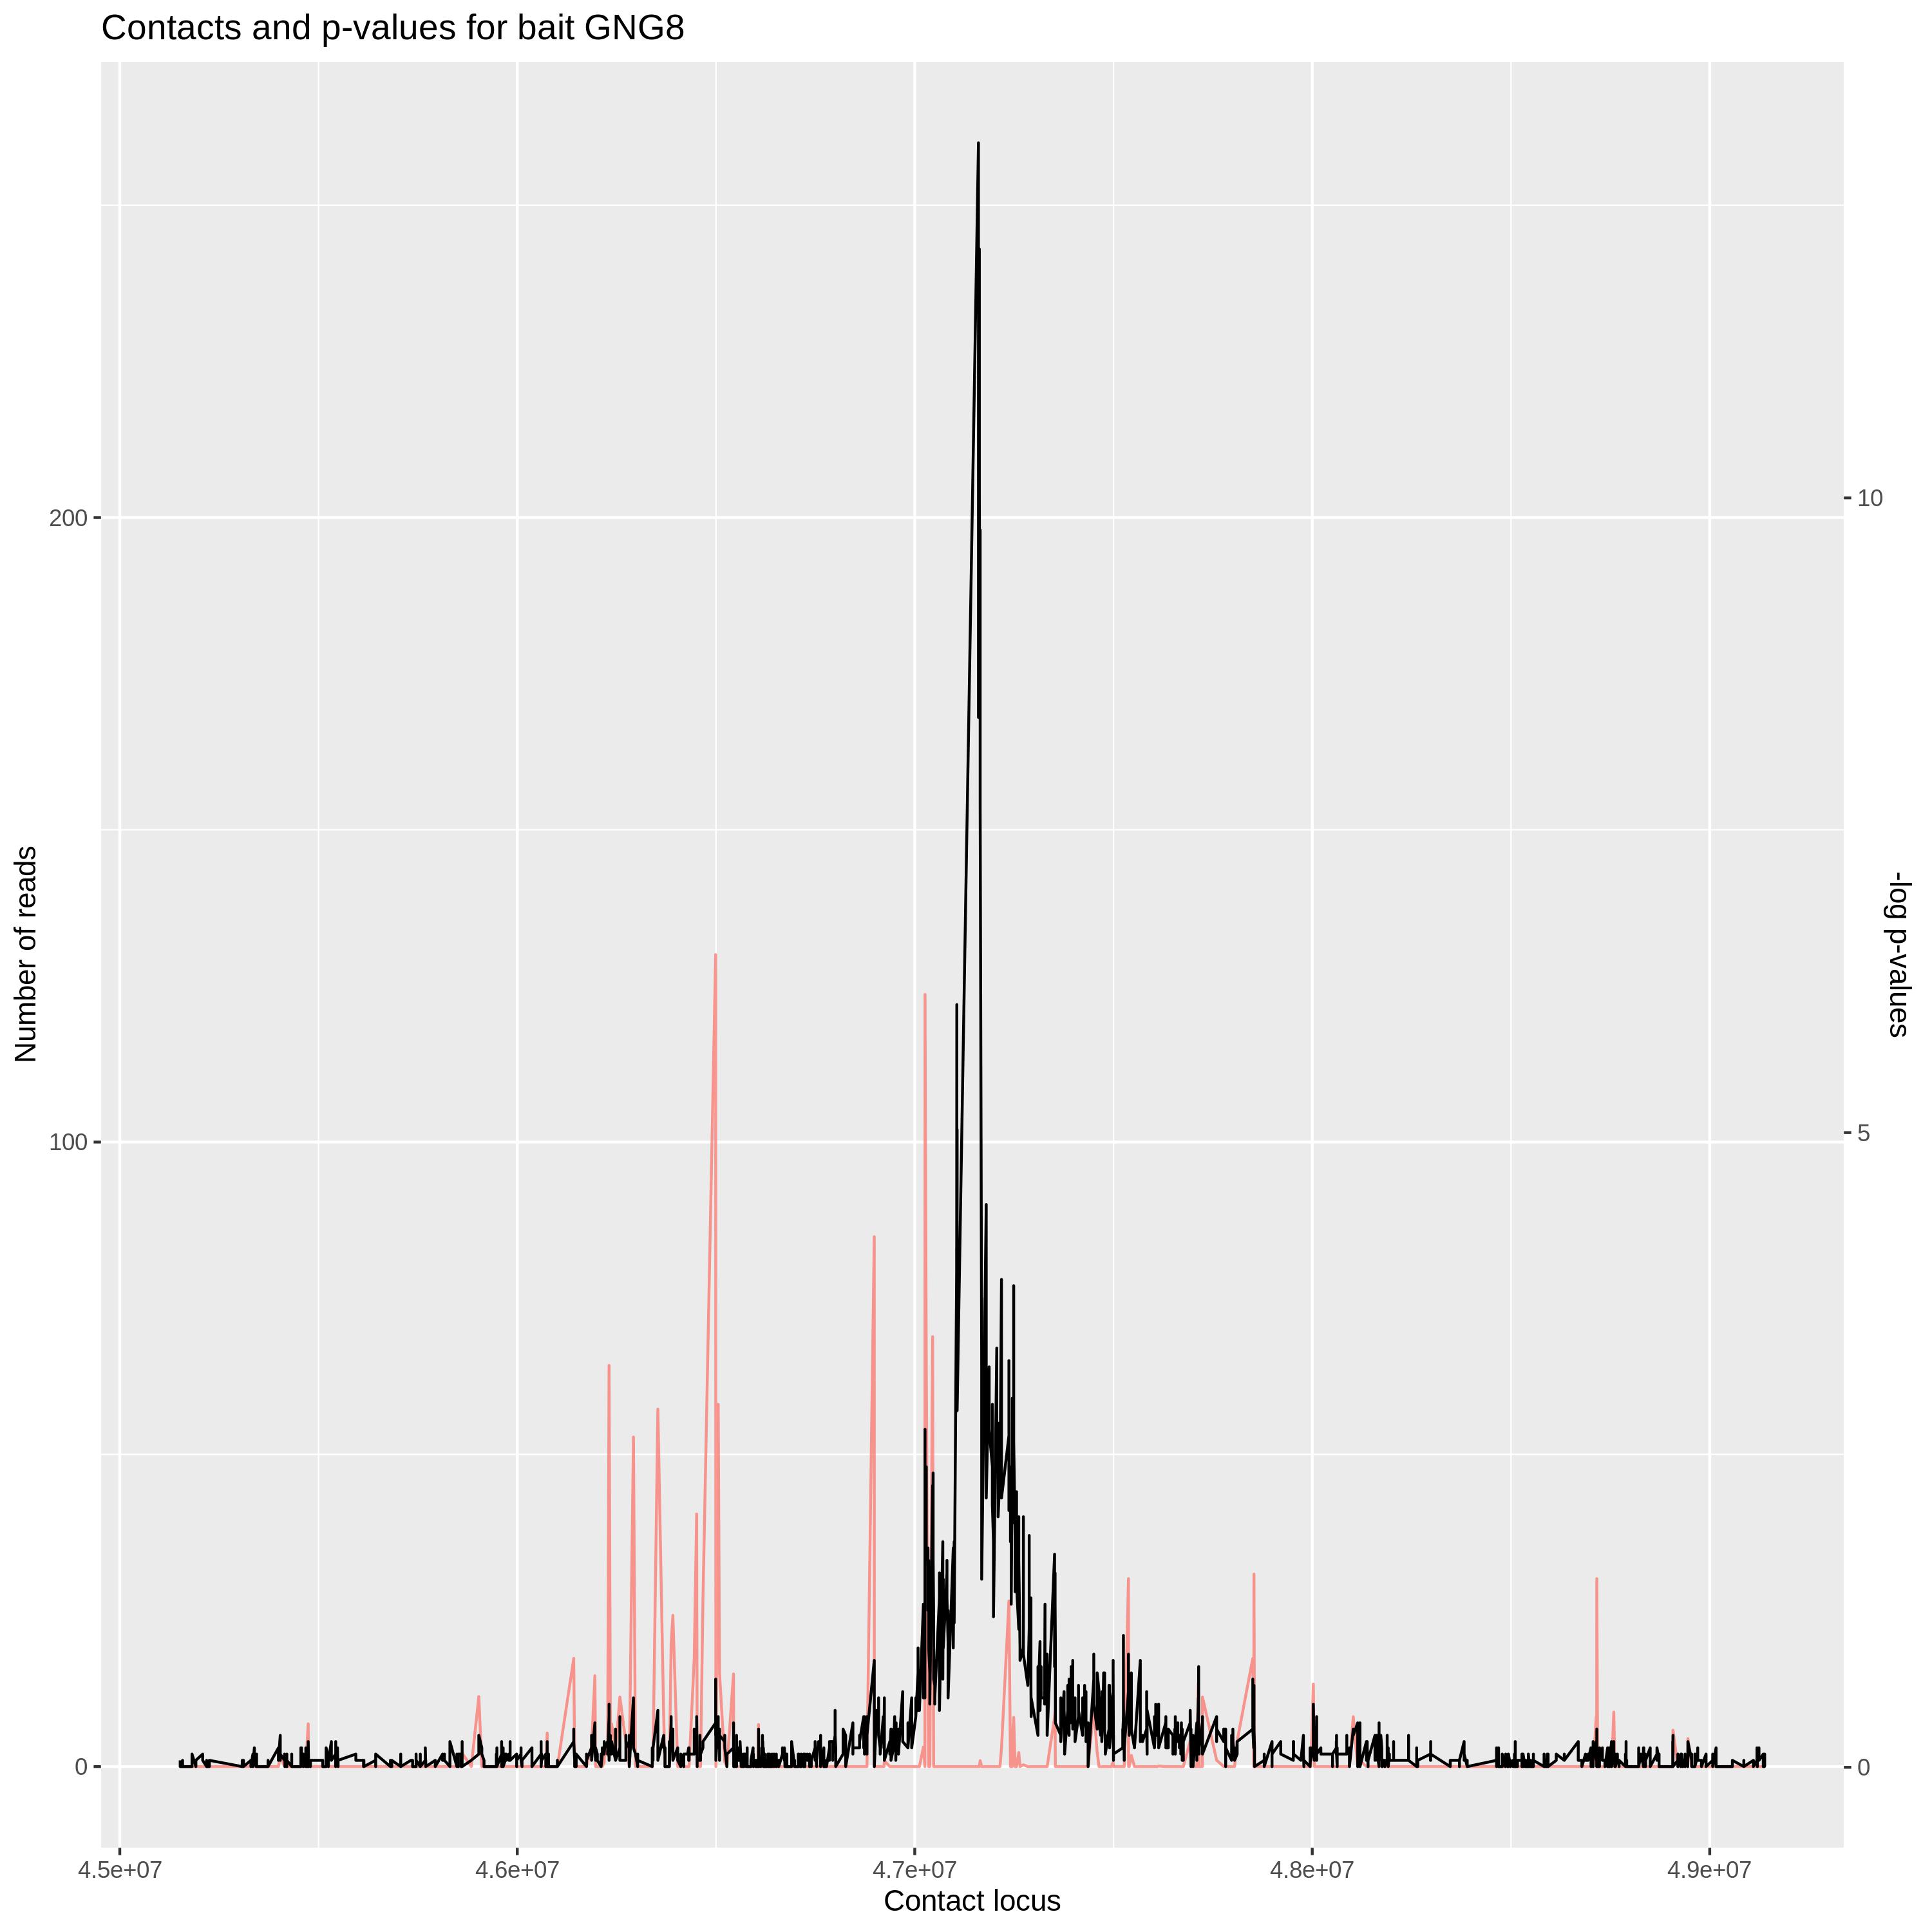 Contacts and p-values for bait GNG8
200
100
0
Number of reads
10
5
0
-log p-values
4.5e+07
4.6e+07
4.7e+07
4.8e+07
4.9e+07
Contact locus